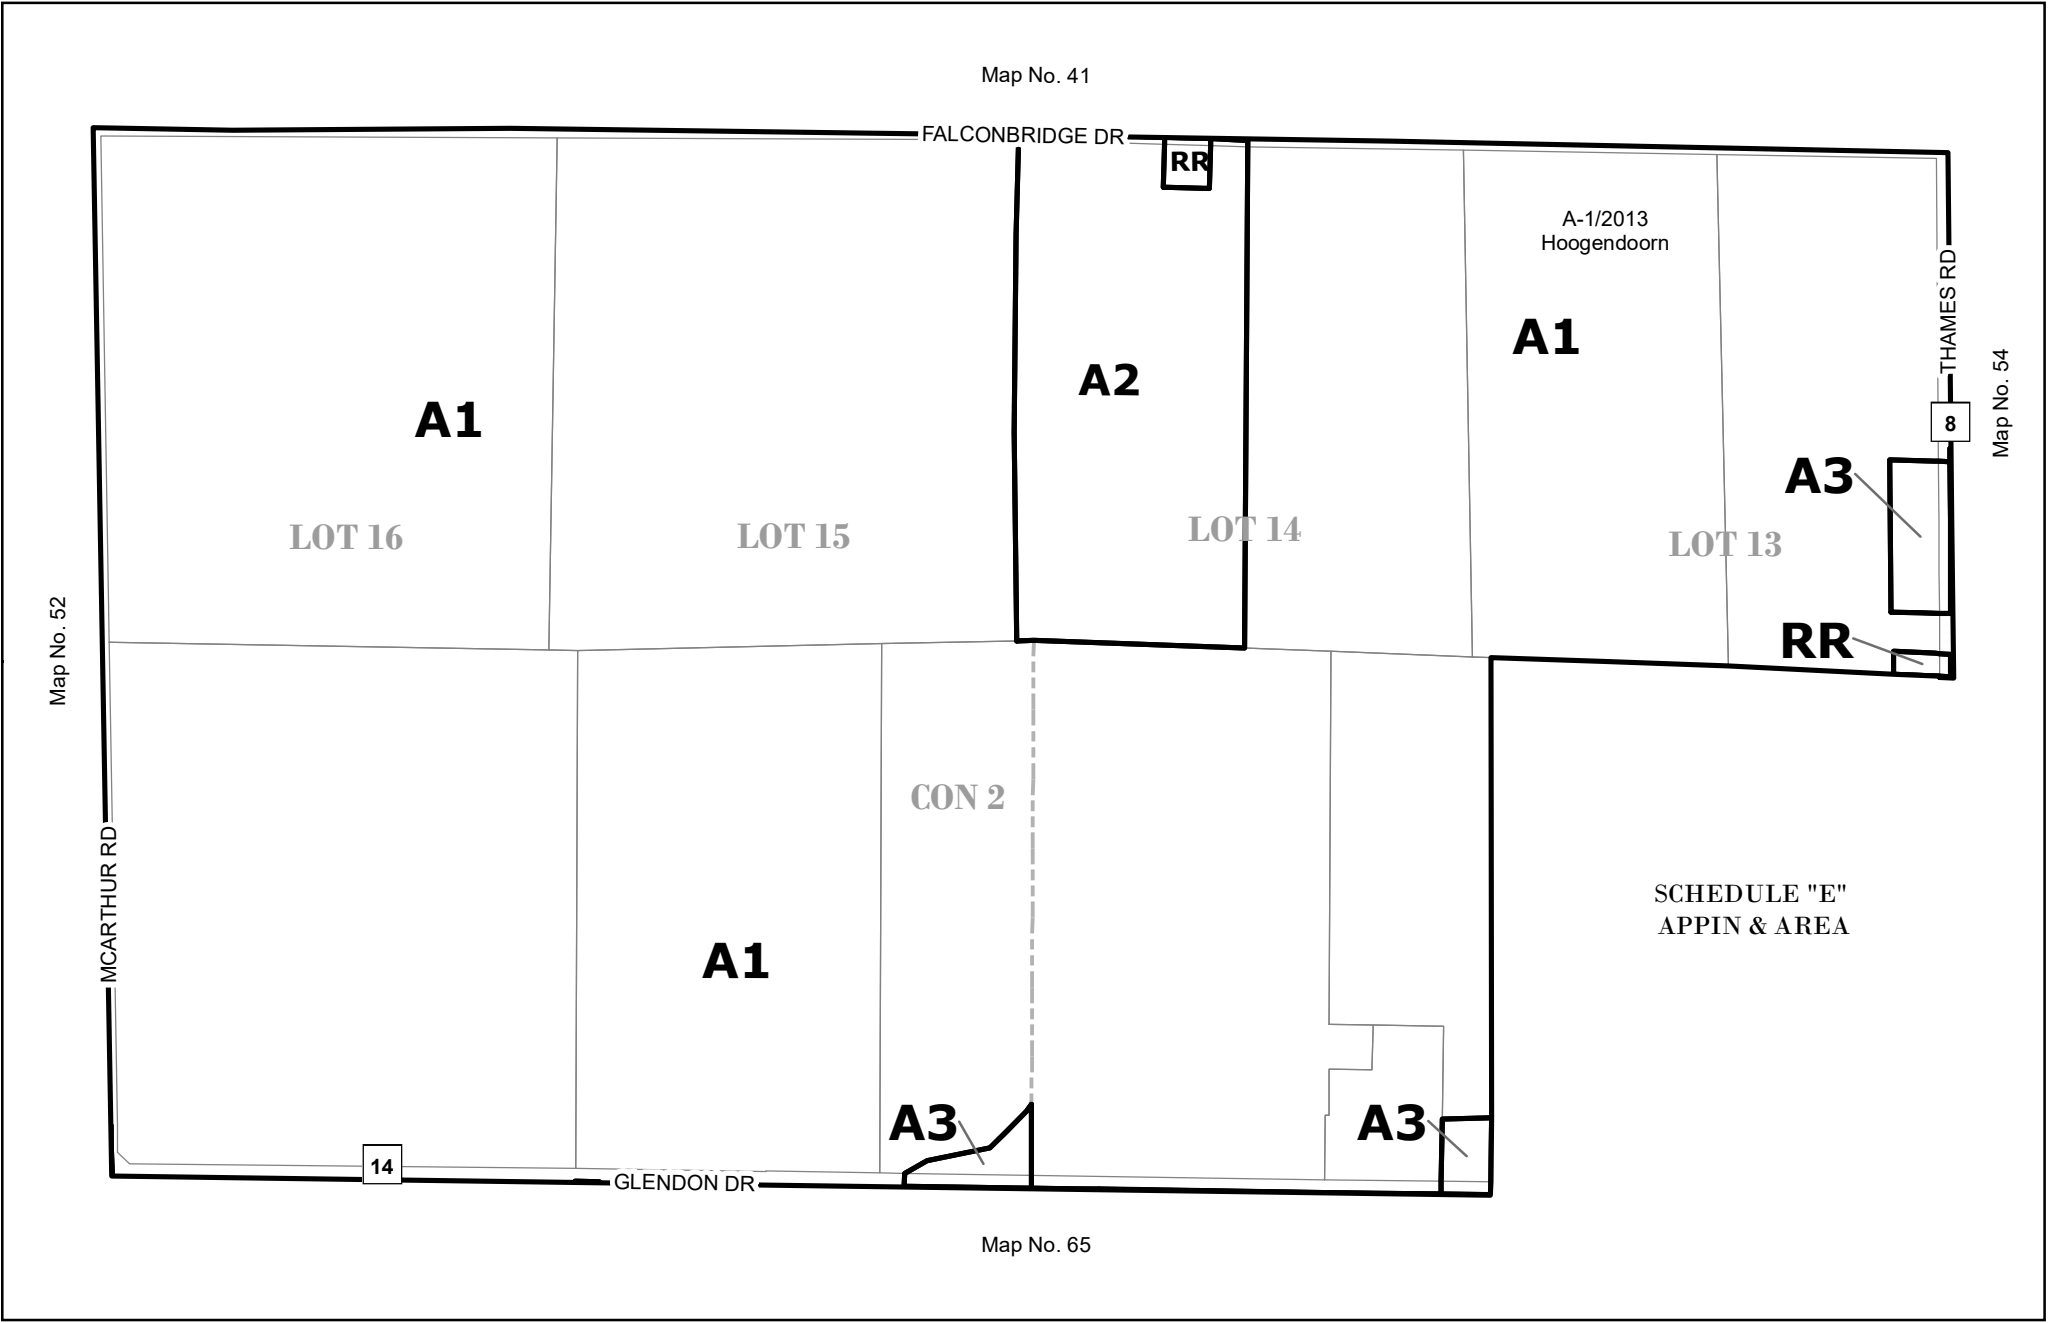 Map No. 41
FALCONBRIDGE DR
RR
A-1/2013
Hoogendoorn
THAMES RD
A1
Map No. 54
A2
A1
8
A3
LOT 16
LOT 15
LOT 14
LOT 13
RR
Map No. 52
CON 2
MCARTHUR RD
SCHEDULE "E"
APPIN & AREA
A1
A3
A3
14
GLENDON DR
Map No. 65